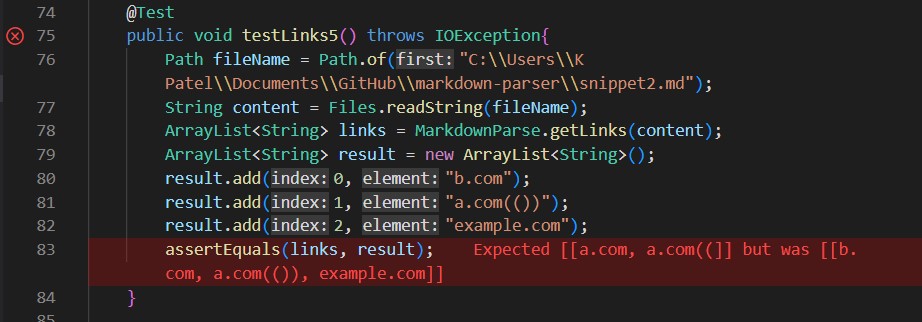 74 @Test
75 public void testLinks5() throws IOException{
76 Path fileName = Path.of(first: "C:\\Users\\K
Patel\\Documents\\GitHub\\markdown-parser\\snippet2.md");
77 String content = Files.readString(fileName);
78 ArrayList<String> links = MarkdownParse.getLinks(content);
79 ArrayList<String> result = new ArrayList<String>();
80 result.add(index: 0, element: "b.com");
81 result.add(index: 1, element: "a.com(())");
82 result.add(index: 2, element: "example.com");
83 assertEquals(links, result); Expected [[a.com, a.com((]] but was [[b.
com, a.com(()), example.com]]
84 }
85